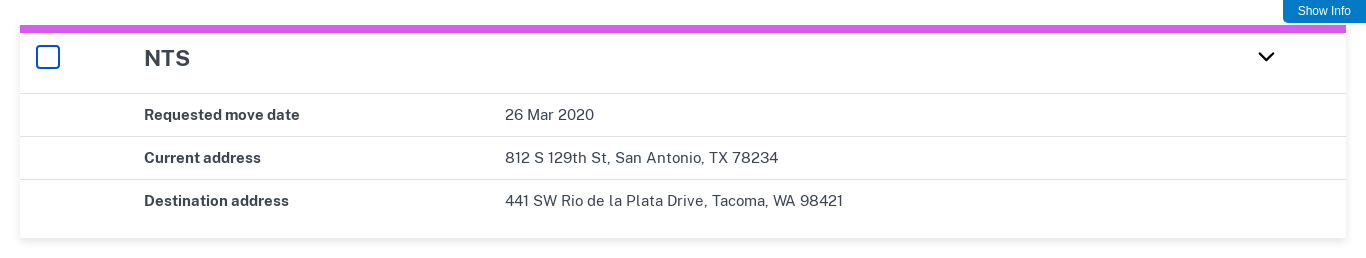 Show Info
NTS
Requested move date 26 Mar 2020
Current address 812 S 129th St, San Antonio, TX 78234
Destination address 441 SW Rio de la Plata Drive, Tacoma, WA 98421